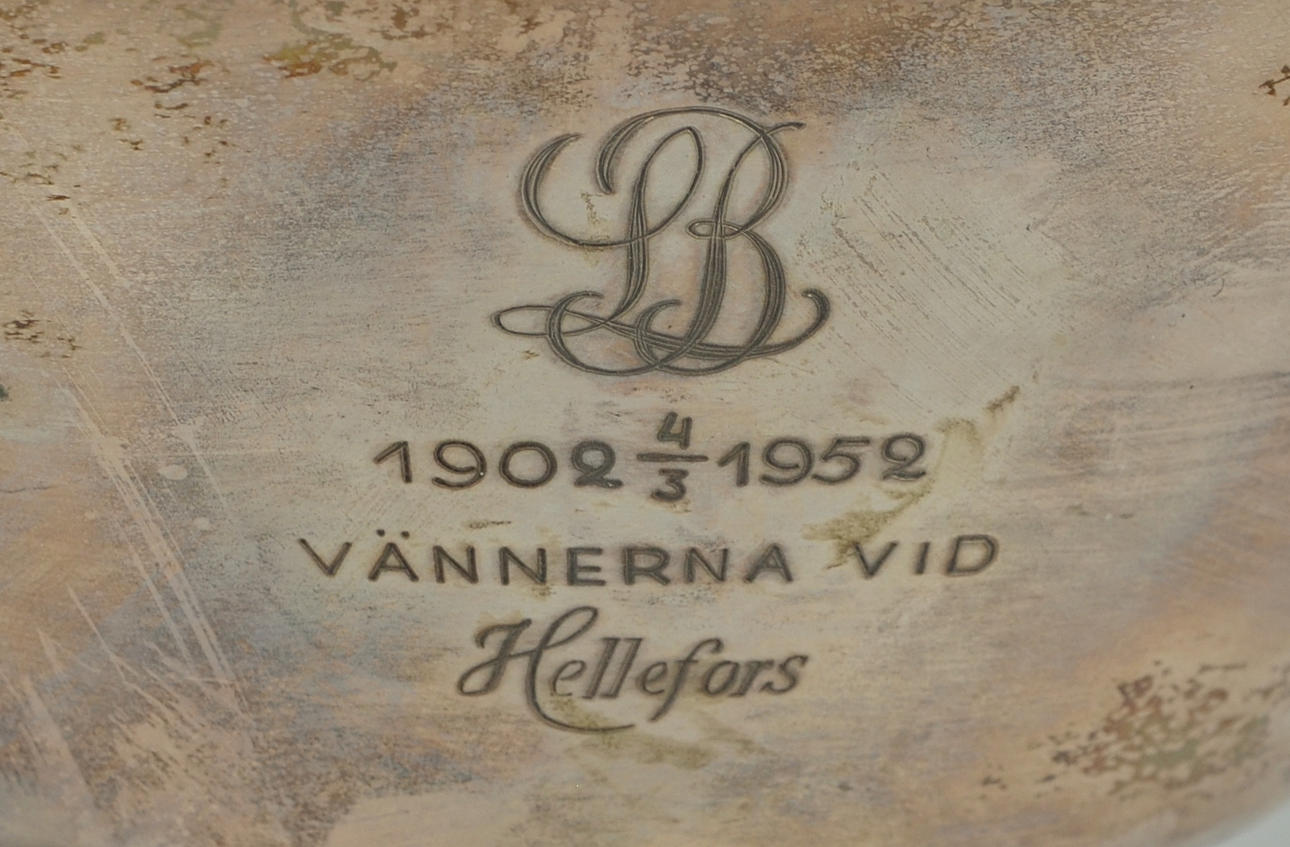 LB
1902 4/3 1952
VÄNNERNA VID
Hellefors